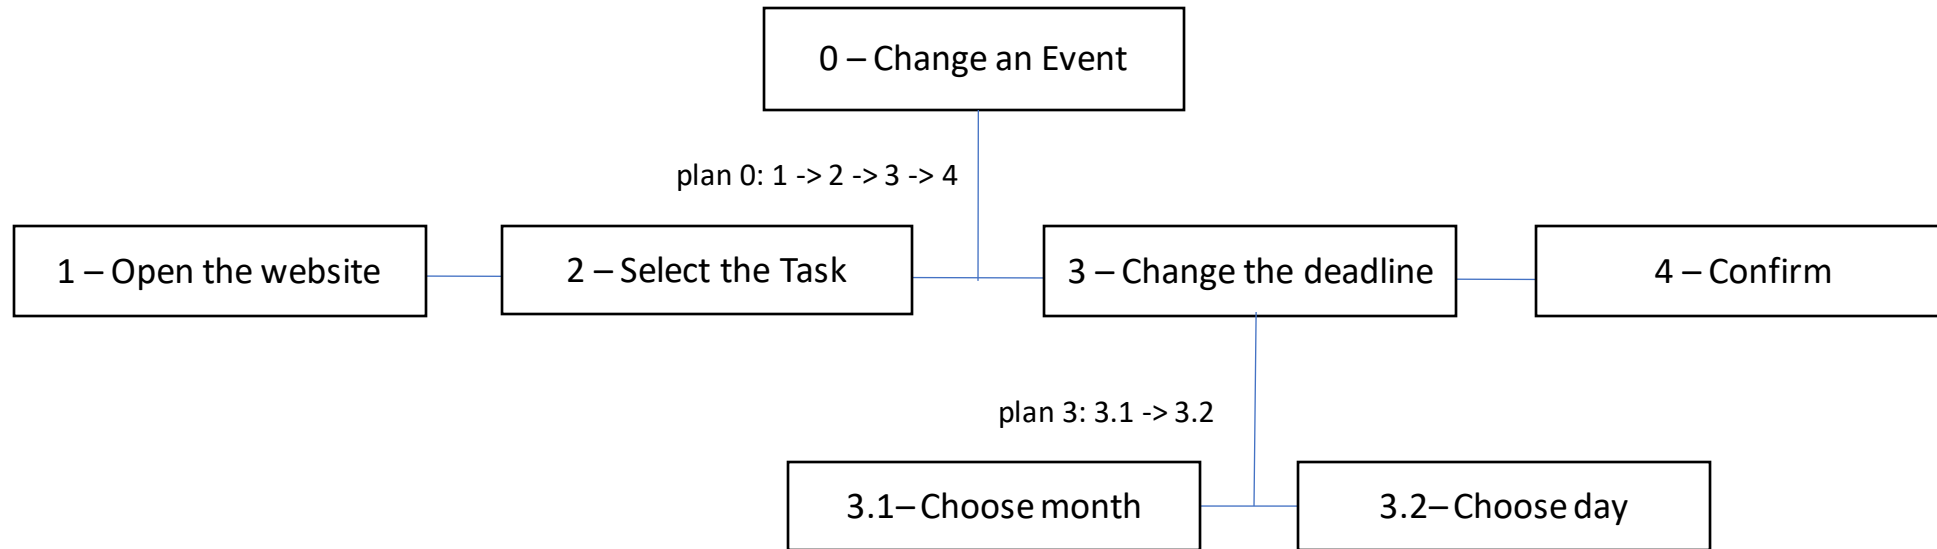 0 – Change an Event
plan 0: 1 -> 2 -> 3 -> 4
1 – Open the website
2 – Select the Task
3 – Change the deadline
4 – Confirm
plan 3: 3.1 -> 3.2
3.1– Choose month
3.2– Choose day